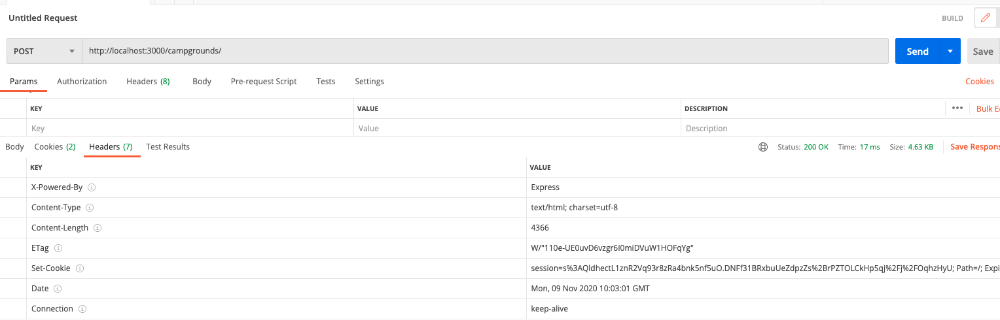 Untitled Request BUILD
POST http://localhost:3000/campgrounds/ Send Save
Params Authorization Headers (8) Body Pre-request Script Tests Settings Cookies
KEY VALUE DESCRIPTION ••• Bulk E
Key Value Description
Body Cookies (2) Headers (7) Test Results Status: 200 OK Time: 17 ms Size: 4.63 KB Save Respons
KEY VALUE
X-Powered-By Express
Content-Type text/html; charset=utf-8
Content-Length 4366
ETag W/"110e-UE0uvD6vzgr6I0miDVuW1HOFqYg"
Set-Cookie session=s%3AQldhectL1znR2Vq93r8zRa4bnk5nf5uO.DNFf31BRxbuUeZdpzZs%2BrPZTOLCkHp5qj%2Fj%2FOqhzHyU; Path=/; Expi
Date Mon, 09 Nov 2020 10:03:01 GMT
Connection keep-alive